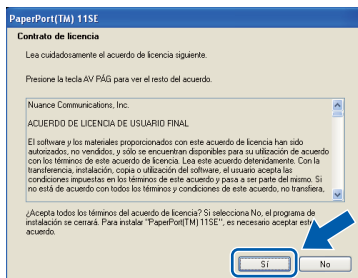 PaperPort(TM) 11SE
Contrato de licencia
Lea cuidadosamente el acuerdo de licencia siguiente.
Presione la tecla AV PÁG para ver el resto del acuerdo.
Nuance Communications, Inc.
ACUERDO DE LICENCIA DE USUARIO FINAL
El software y los materiales proporcionados con este acuerdo de licencia han sido
autorizados, no vendidos, y sólo se encuentran disponibles para su utilización de acuerdo
con los términos de este acuerdo de licencia. Lea este acuerdo detenidamente. Con la
transferencia, instalación, copia o utilización del software, el usuario acepta las
condiciones impuestas en los términos de este acuerdo y pasa a ser parte del mismo. Si
no está de acuerdo con todos los términos y condiciones de este acuerdo, no transfiera,
¿Acepta todos los términos del acuerdo de licencia? Si selecciona No, el programa de
instalación se cerrará. Para instalar "PaperPort(TM) 11SE", es necesario aceptar este
acuerdo.
Sí No